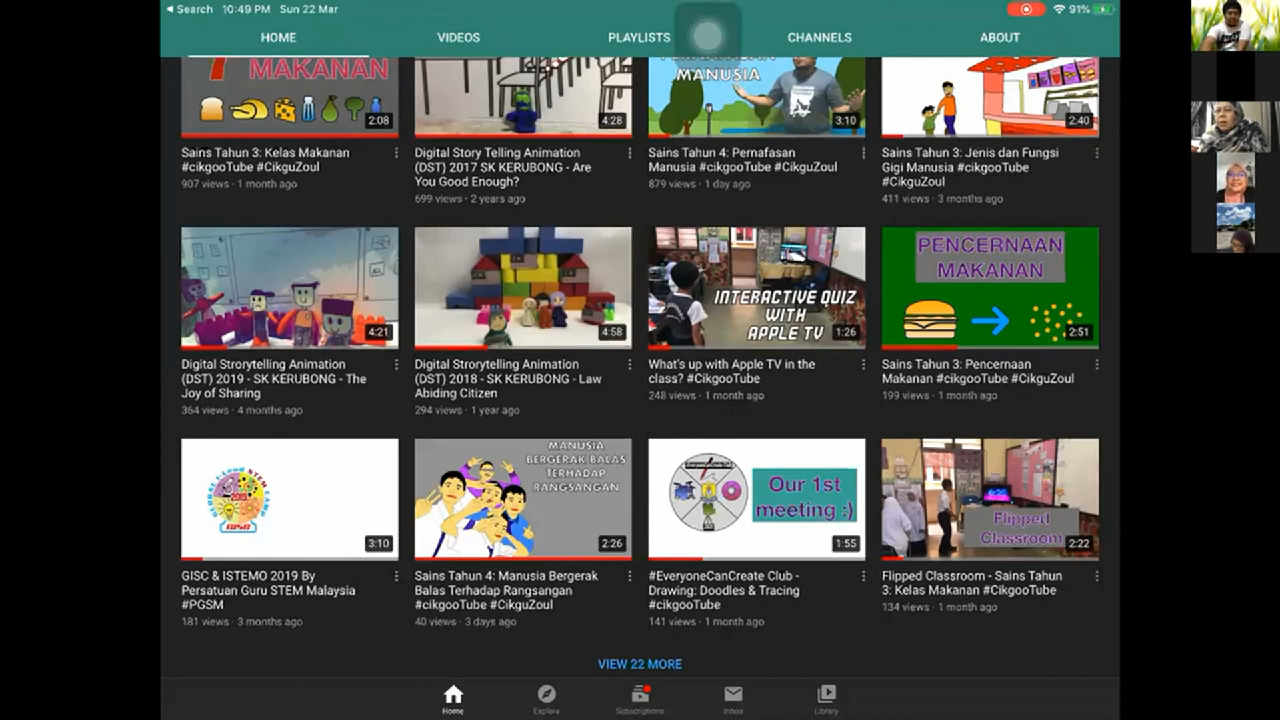 Search 10:49 PM Sun 22 Mar 91%
HOME VIDEOS PLAYLISTS CHANNELS ABOUT
7 MAKANAN
MANUSIA
2:08
4:28
3:10
2:40
Sains Tahun 3: Kelas Makanan
#cikgooTube #CikguZoul
907 views · 1 month ago
Digital Story Telling Animation
(DST) 2017 SK KERUBONG - Are
You Good Enough?
699 views · 2 years ago
Sains Tahun 4: Pernafasan
Manusia #cikgooTube #CikguZoul
879 views · 1 day ago
Sains Tahun 3: Jenis dan Fungsi
Gigi Manusia #cikgooTube
#CikguZoul
411 views · 3 months ago
4:21
4:58
INTERACTIVE QUIZ
WITH
APPLE TV
1:26
PENCERNAAN
MAKANAN
2:51
Digital Strorytelling Animation
(DST) 2019 - SK KERUBONG - The
Joy of Sharing
364 views · 4 months ago
Digital Strorytelling Animation
(DST) 2018 - SK KERUBONG - Law
Abiding Citizen
294 views · 1 year ago
What's up with Apple TV in the
class? #CikgooTube
248 views · 1 month ago
Sains Tahun 3: Pencernaan
Makanan #cikgooTube #CikguZoul
199 views · 1 month ago
3:10
MANUSIA
BERGERAK BALAS
TERHADAP
RANGSANGAN
2:26
Our 1st
meeting :)
1:55
Flipped
Classroom
2:22
GISC & ISTEMO 2019 By
Persatuan Guru STEM Malaysia
#PGSM
181 views · 3 months ago
Sains Tahun 4: Manusia Bergerak
Balas Terhadap Rangsangan
#cikgooTube #CikguZoul
40 views · 3 days ago
#EveryoneCanCreate Club -
Drawing: Doodles & Tracing
#cikgooTube
141 views · 1 month ago
Flipped Classroom - Sains Tahun
3: Kelas Makanan #CikgooTube
134 views · 1 month ago
VIEW 22 MORE
Home Explore Subscriptions Inbox Library